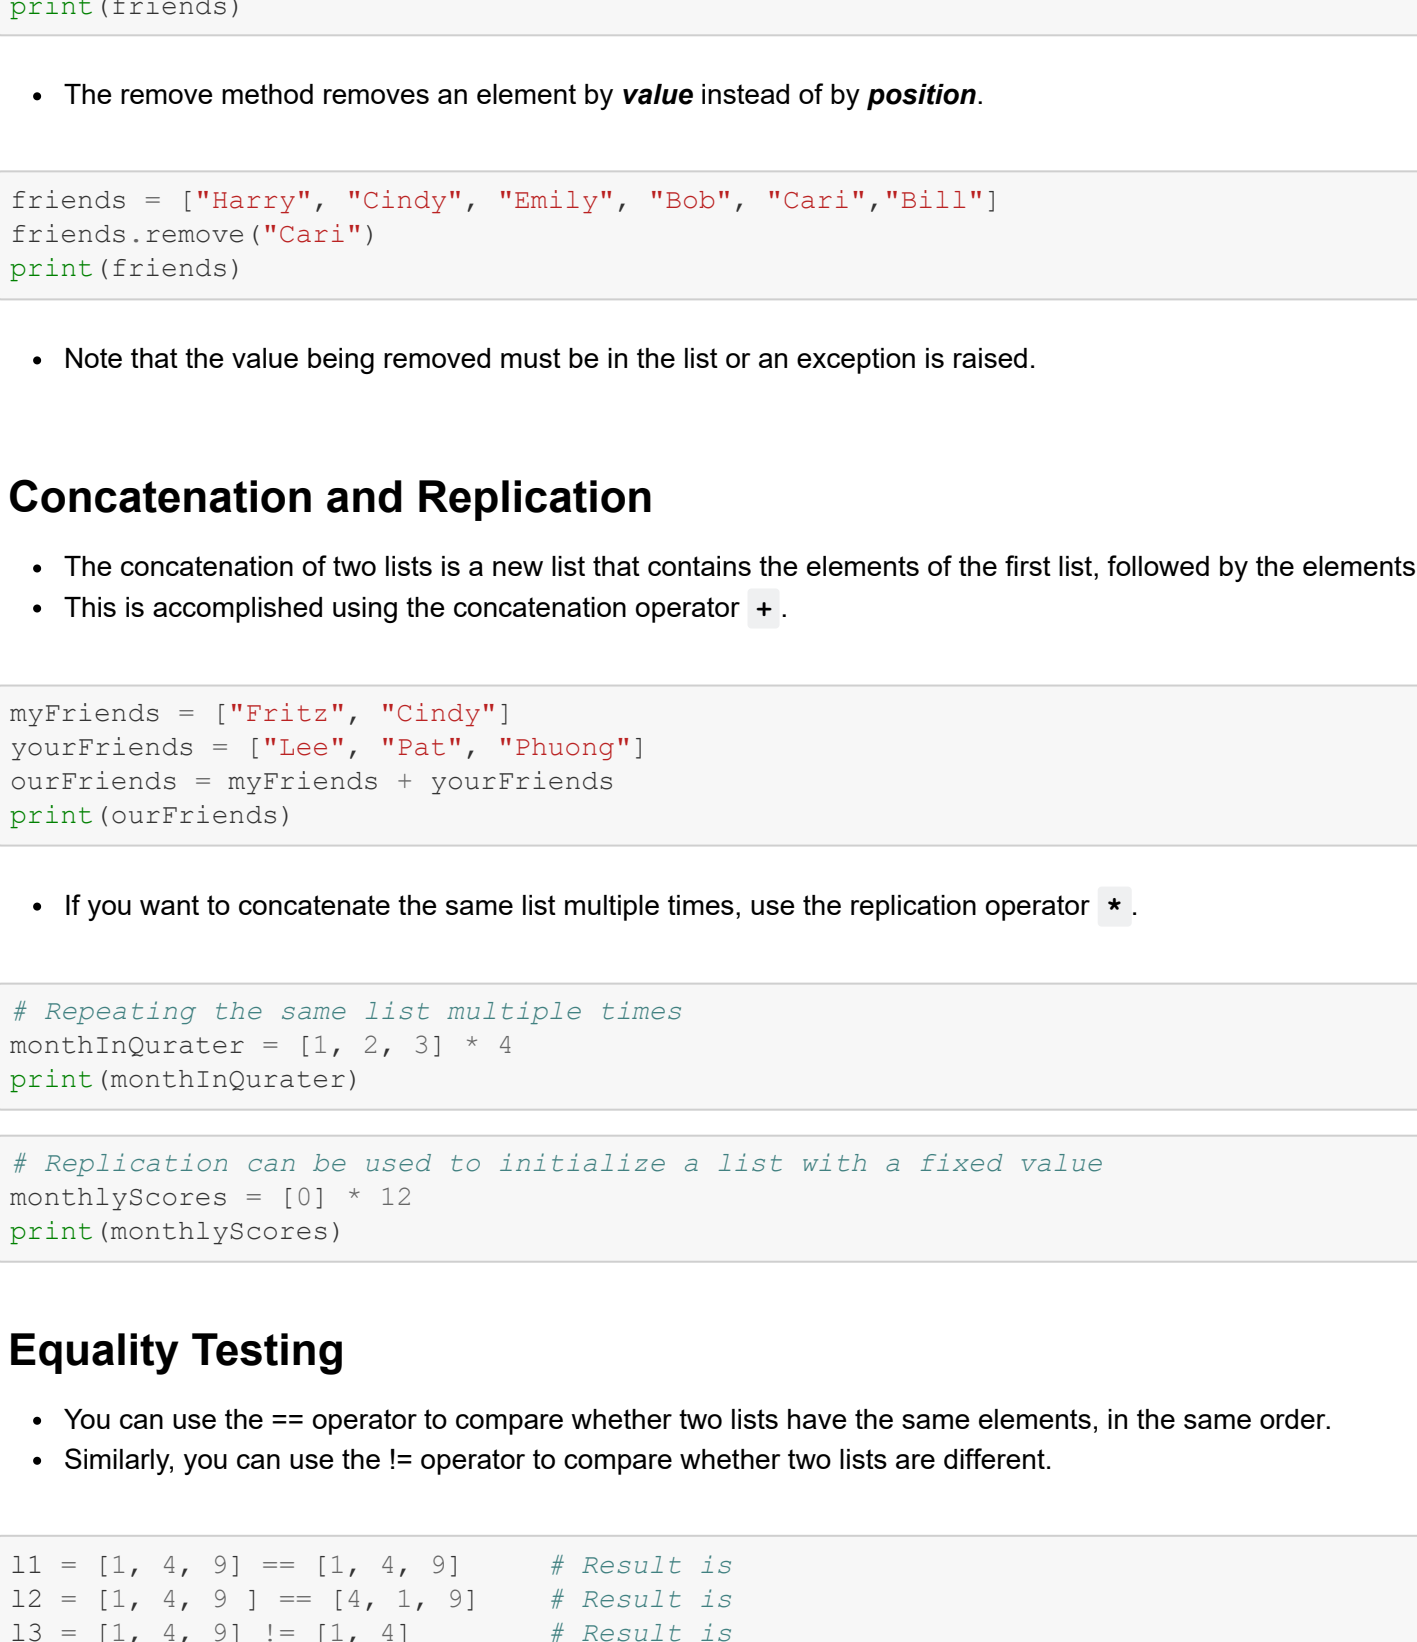 print(friends)
• The remove method removes an element by value instead of by position.
friends = ["Harry", "Cindy", "Emily", "Bob", "Cari","Bill"]
friends.remove("Cari")
print(friends)
• Note that the value being removed must be in the list or an exception is raised.
Concatenation and Replication
• The concatenation of two lists is a new list that contains the elements of the first list, followed by the elements
• This is accomplished using the concatenation operator +.
myFriends = ["Fritz", "Cindy"]
yourFriends = ["Lee", "Pat", "Phuong"]
ourFriends = myFriends + yourFriends
print(ourFriends)
• If you want to concatenate the same list multiple times, use the replication operator *.
# Repeating the same list multiple times
monthInQurater = [1, 2, 3] * 4
print(monthInQurater)
# Replication can be used to initialize a list with a fixed value
monthlyScores = [0] * 12
print(monthlyScores)
Equality Testing
• You can use the == operator to compare whether two lists have the same elements, in the same order.
• Similarly, you can use the != operator to compare whether two lists are different.
l1 = [1, 4, 9] == [1, 4, 9]     # Result is
l2 = [1, 4, 9 ] == [4, 1, 9]    # Result is
l3 = [1, 4, 9] != [1, 4]        # Result is